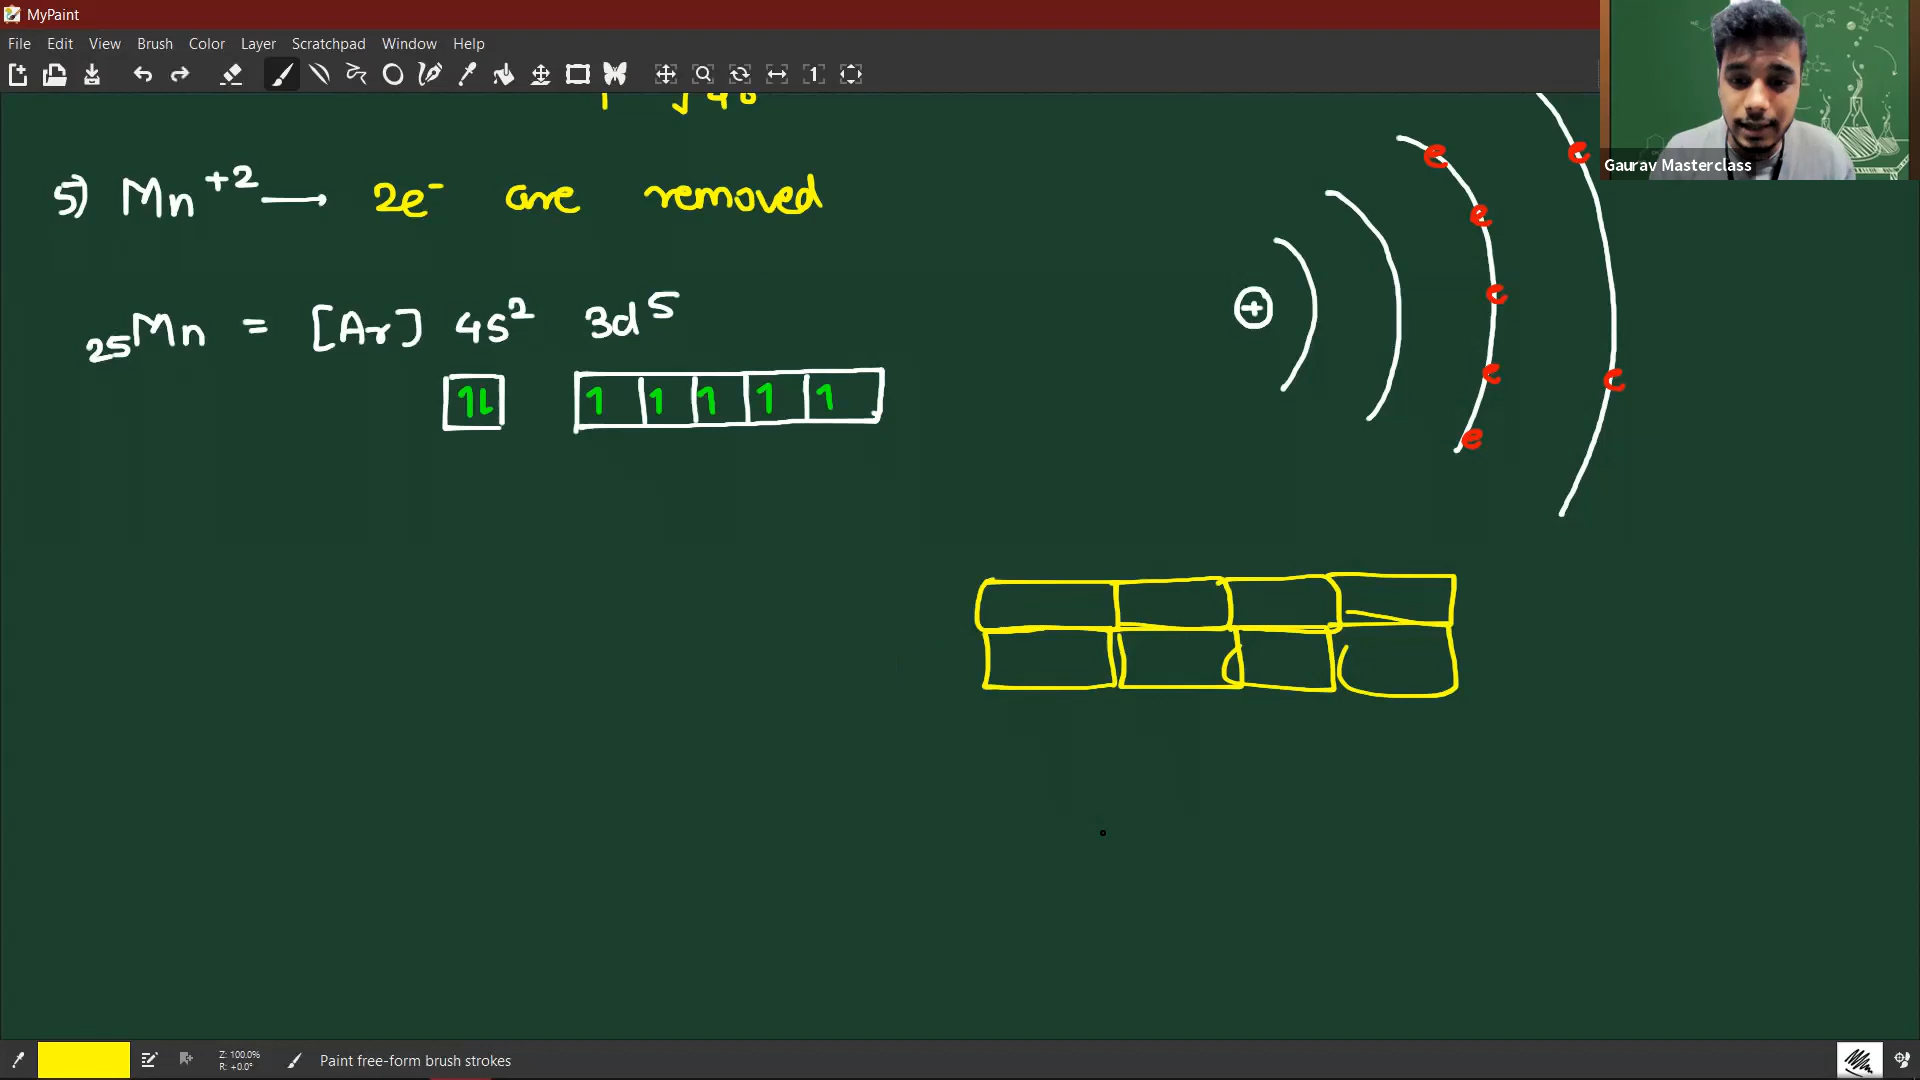 MyPaint
File Edit View Brush Color Layer Scratchpad Window Help
Gaurav Masterclass
5) Mn⁺² → 2e⁻ are removed
₂₅Mn = [Ar] 4s² 3d⁵
1L 1 1 1 1 1
+
e e e e e e e
Z: 100.0%
R: +0.0°
Paint free-form brush strokes